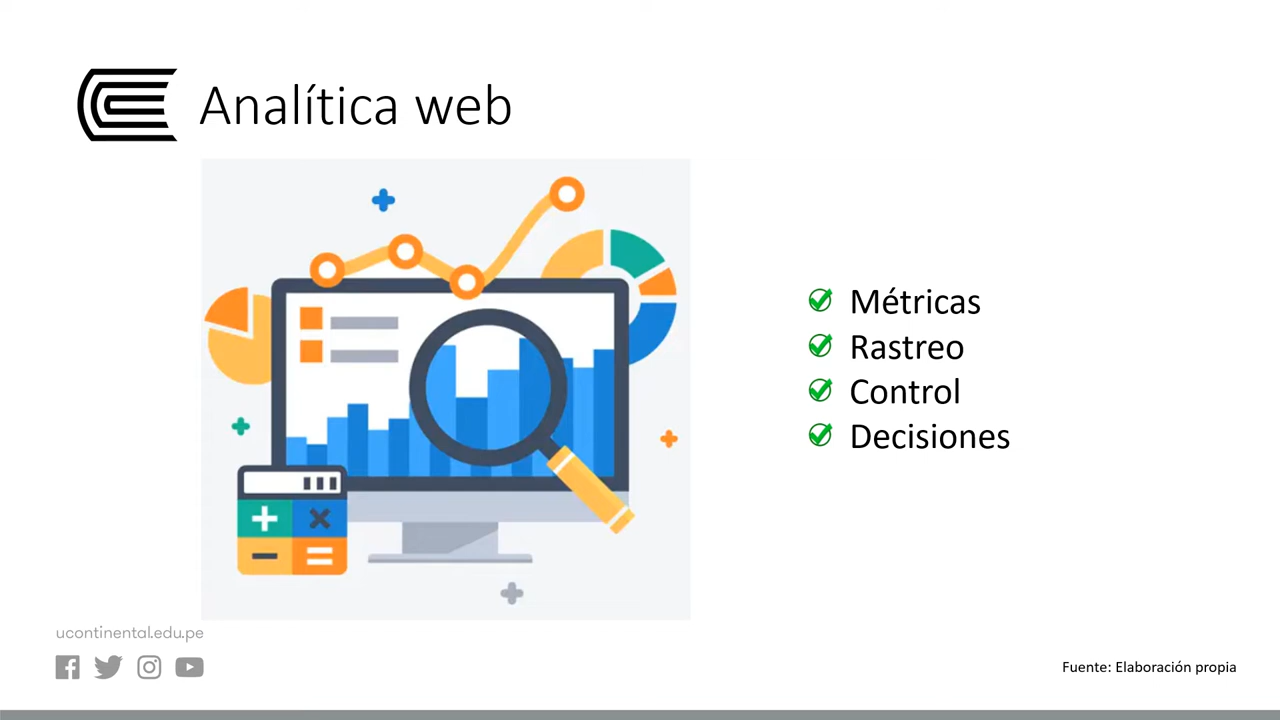 Analítica web
Métricas
Rastreo
Control
Decisiones
ucontinental.edu.pe
Fuente: Elaboración propia